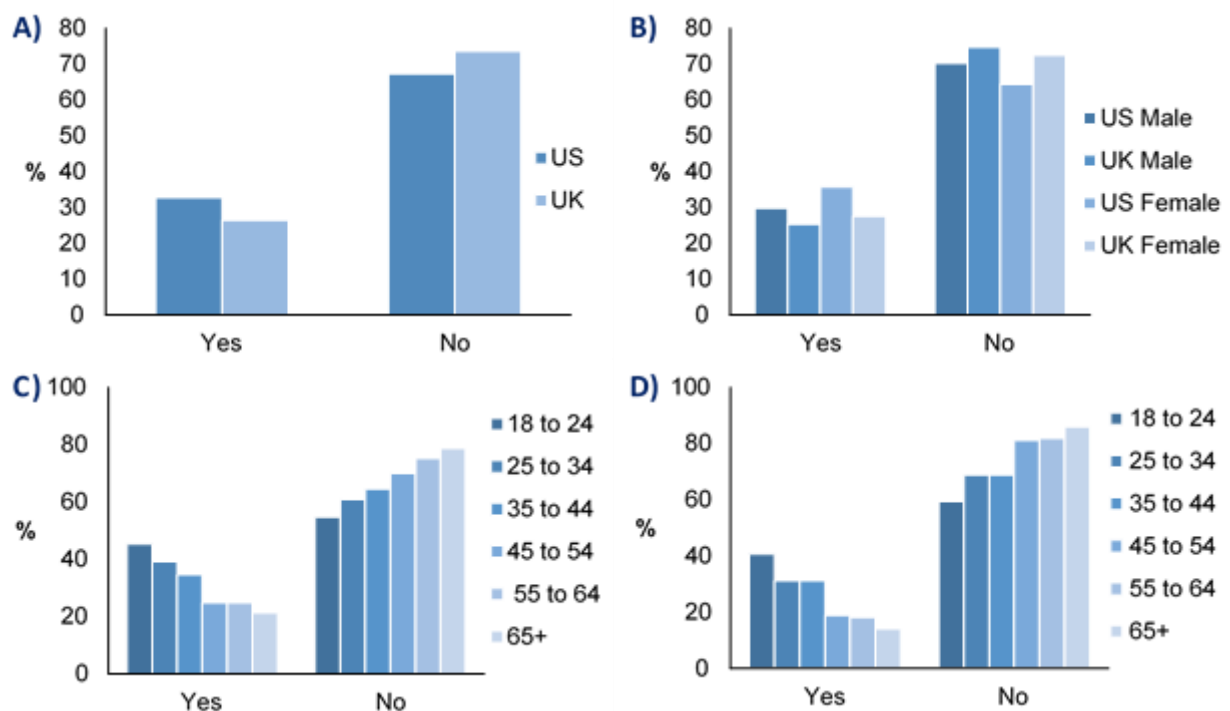 A)
80
70
60
50
40
30
20
10
0
%
Yes
No
US
UK
B)
80
70
60
50
40
30
20
10
0
%
Yes
No
US Male
UK Male
US Female
UK Female
C)
100
80
60
40
20
0
%
Yes
No
18 to 24
25 to 34
35 to 44
45 to 54
55 to 64
65+
D)
100
80
60
40
20
0
%
Yes
No
18 to 24
25 to 34
35 to 44
45 to 54
55 to 64
65+